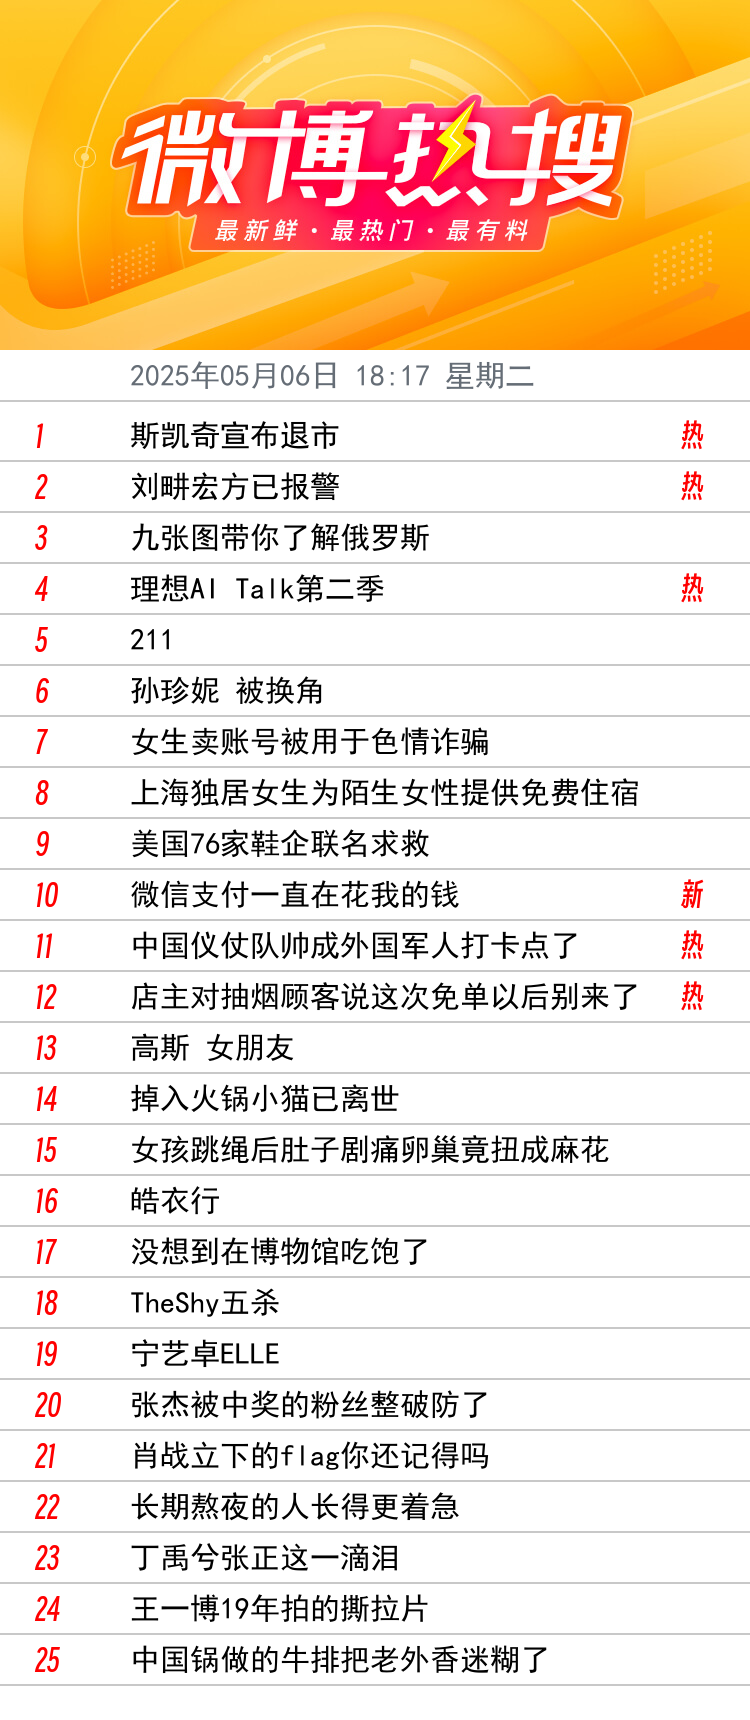 微博热搜
最新鲜·最热门·最有料
2025年05月06日 18:17 星期二
1 斯凯奇宣布退市 热
2 刘畊宏方已报警 热
3 九张图带你了解俄罗斯
4 理想AI Talk第二季 热
5 211
6 孙珍妮 被换角
7 女生卖账号被用于色情诈骗
8 上海独居女生为陌生女性提供免费住宿
9 美国76家鞋企联名求救
10 微信支付一直在花我的钱 新
11 中国仪仗队帅成外国军人打卡点了 热
12 店主对抽烟顾客说这次免单以后别来了 热
13 高斯 女朋友
14 掉入火锅小猫已离世
15 女孩跳绳后肚子剧痛卵巢竟扭成麻花
16 皓衣行
17 没想到在博物馆吃饱了
18 TheShy五杀
19 宁艺卓ELLE
20 张杰被中奖的粉丝整破防了
21 肖战立下的flag你还记得吗
22 长期熬夜的人长得更着急
23 丁禹兮张正这一滴泪
24 王一博19年拍的撕拉片
25 中国锅做的牛排把老外香迷糊了